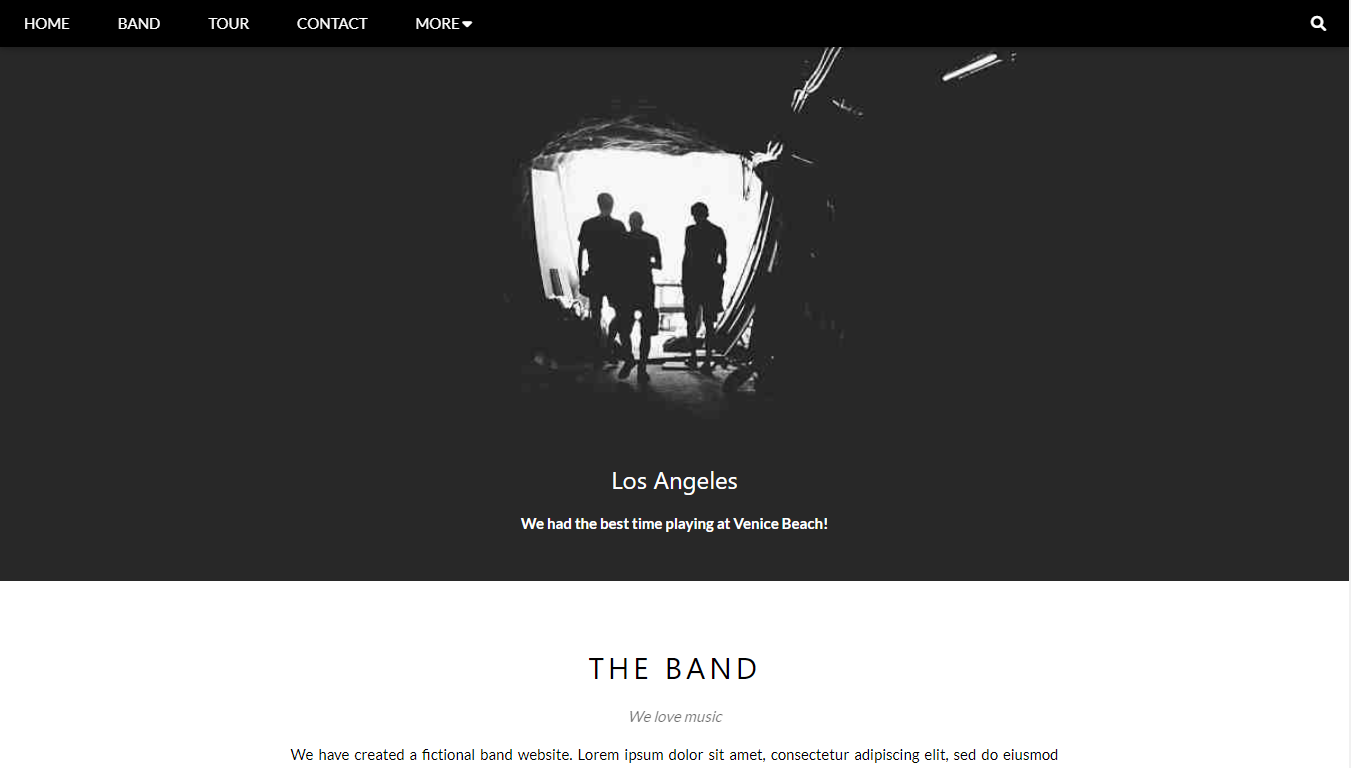 HOME BAND TOUR CONTACT MORE
Los Angeles
We had the best time playing at Venice Beach!
THE BAND
We love music
We have created a fictional band website. Lorem ipsum dolor sit amet, consectetur adipiscing elit, sed do eiusmod